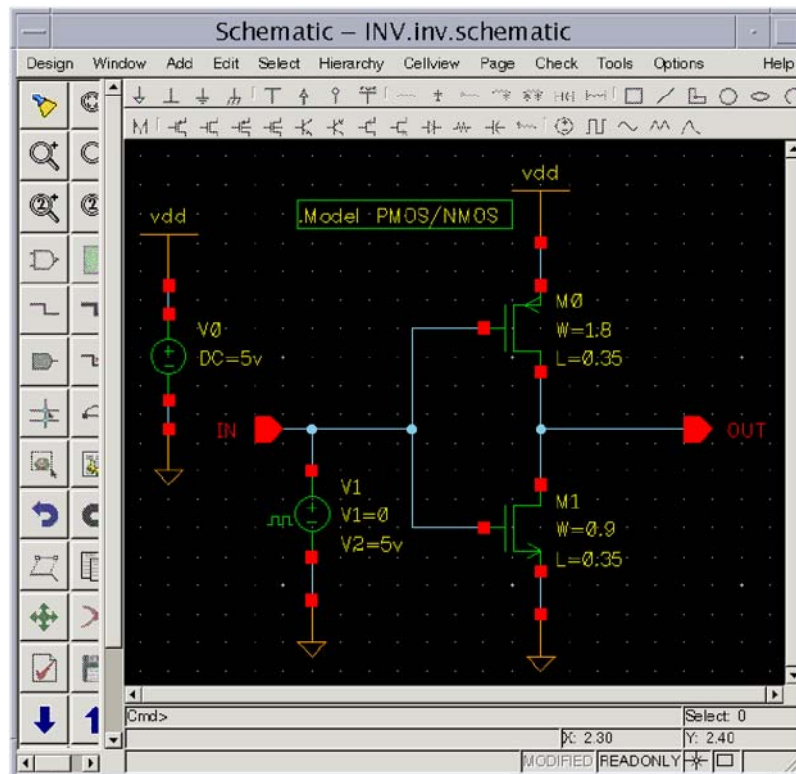 Schematic – INV.inv.schematic
Design Window Add Edit Select Hierarchy Cellview Page Check Tools Options Help
M
2 2
vdd
vdd
.Model PMOS/NMOS
M0
W=1.8
L=0.35
V0
DC=5v
IN
OUT
V1
V1=0
V2=5v
M1
W=0.9
L=0.35
Cmd>
Select: 0
X: 2.30
Y: 2.40
MODIFIED READONLY